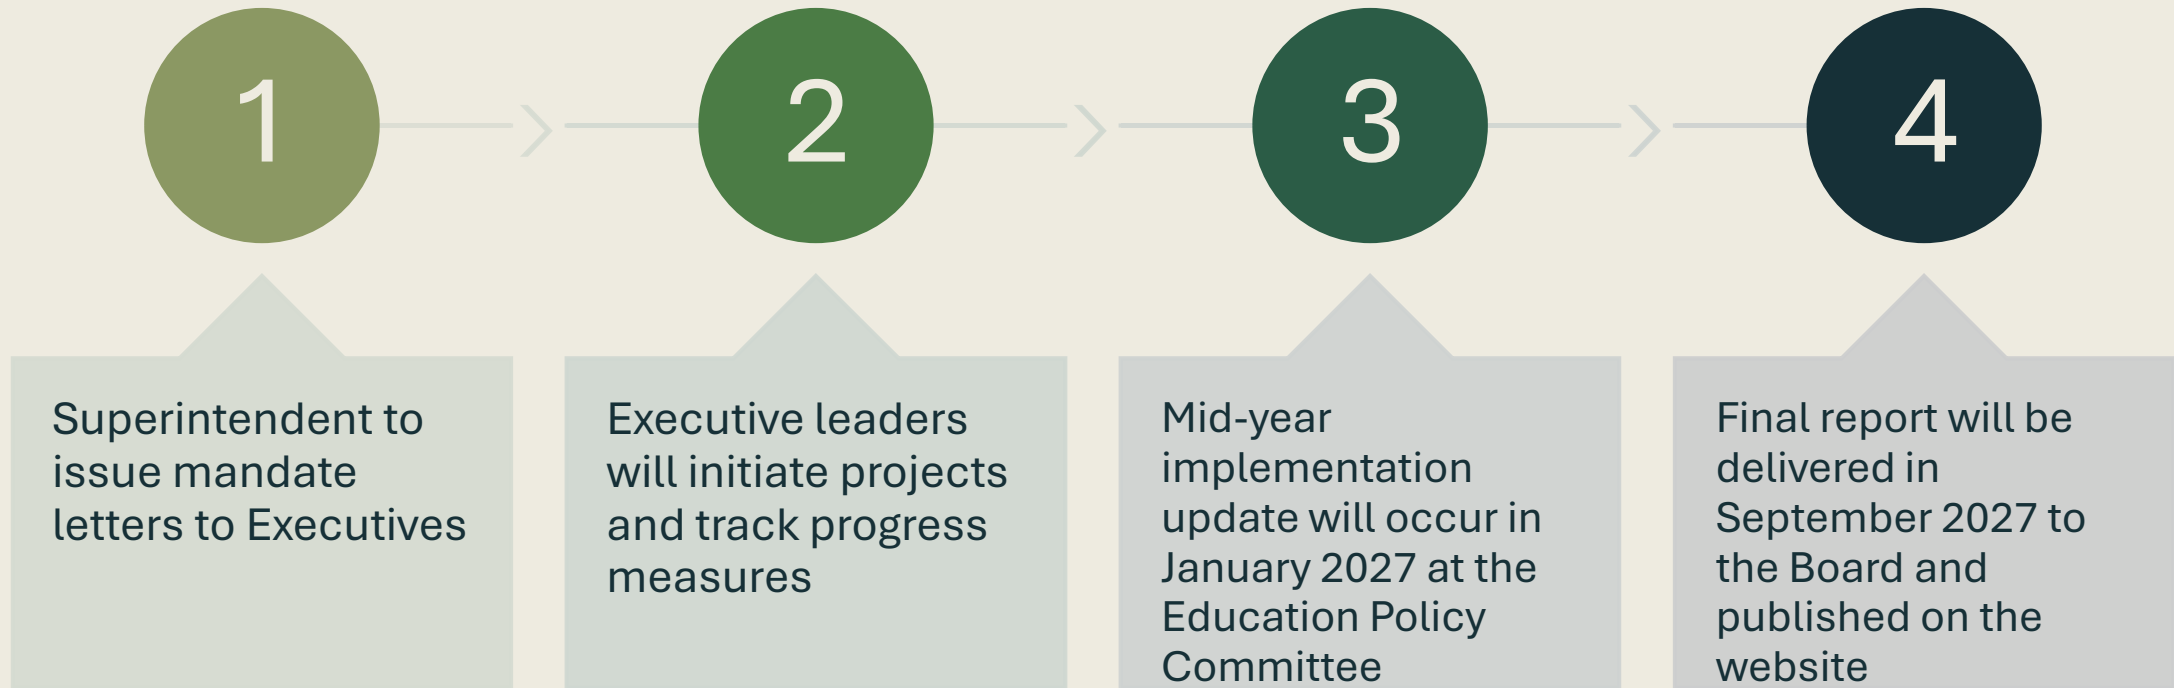 1
2
3
4
Superintendent to
issue mandate
letters to Executives
Executive leaders
will initiate projects
and track progress
measures
Mid-year
implementation
update will occur in
January 2027 at the
Education Policy
Committee
Final report will be
delivered in
September 2027 to
the Board and
published on the
website